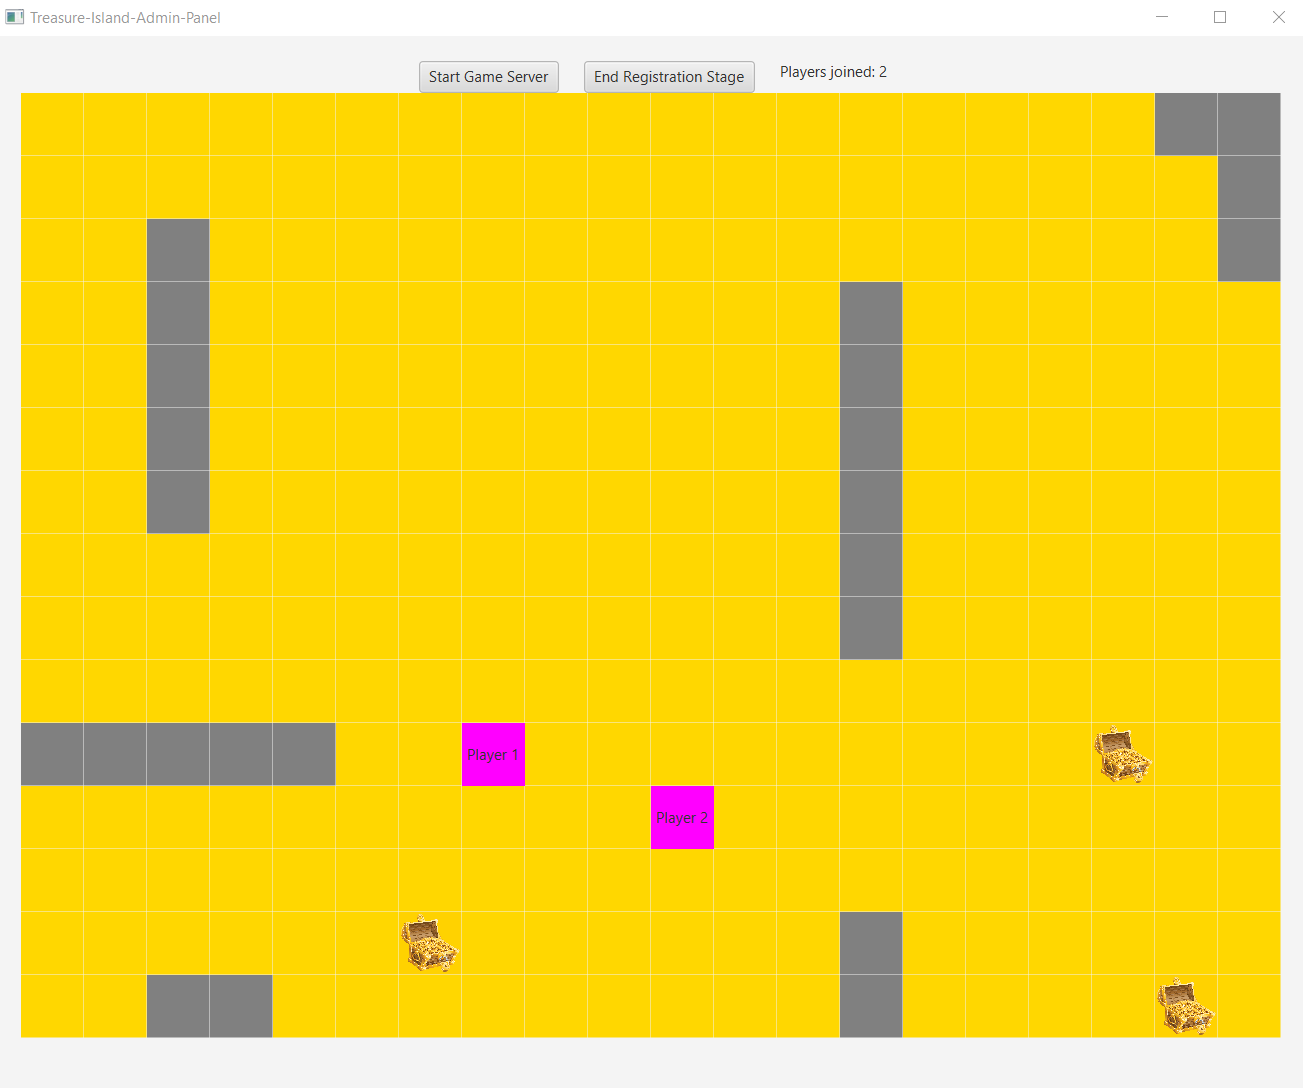 Treasure-Island-Admin-Panel
Start Game Server
End Registration Stage
Players joined: 2
Player 1
Player 2